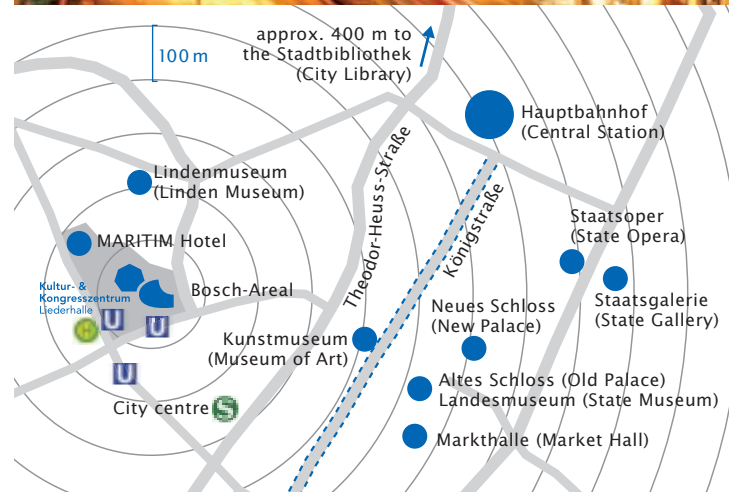 approx. 400 m to
the Stadtbibliothek
(City Library)
100 m
Hauptbahnhof
(Central Station)
Theodor-Heuss-Straße
Königstraße
Lindenmuseum
(Linden Museum)
Staatsoper
(State Opera)
MARITIM Hotel
Kultur- &
Kongresszentrum
Liederhalle
Bosch-Areal
Staatsgalerie
(State Gallery)
Neues Schloss
(New Palace)
Kunstmuseum
(Museum of Art)
H
U
U
U
Altes Schloss (Old Palace)
Landesmuseum (State Museum)
City centre
S
Markthalle (Market Hall)